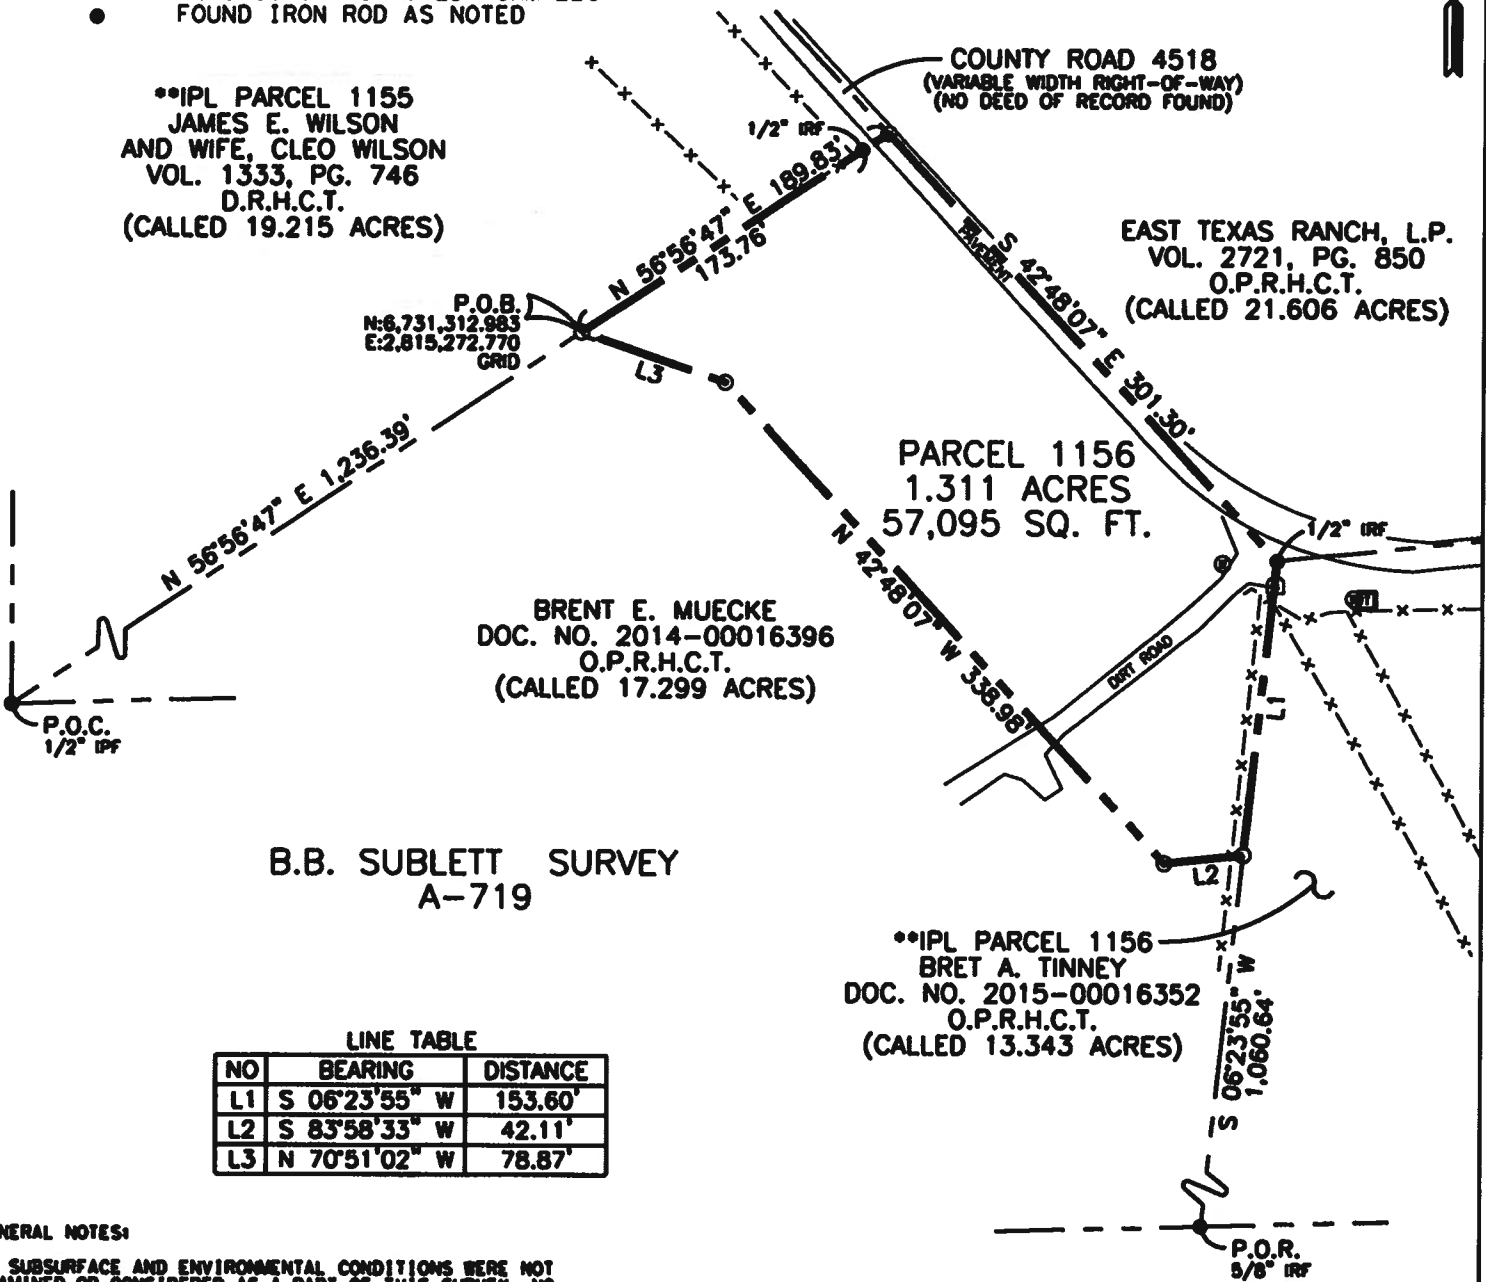 FOUND IRON ROD AS NOTED
COUNTY ROAD 4518
(VARIABLE WIDTH RIGHT-OF-WAY)
(NO DEED OF RECORD FOUND)
**IPL PARCEL 1155
JAMES E. WILSON
AND WIFE, CLEO WILSON
VOL. 1333, PG. 746
D.R.H.C.T.
(CALLED 19.215 ACRES)
1/2" IRF
N 56°56'47" E 189.83'
173.76'
PAVEMENT
S 42°48'07" E 301.30'
EAST TEXAS RANCH, L.P.
VOL. 2721, PG. 850
O.P.R.H.C.T.
(CALLED 21.606 ACRES)
P.O.B.
N:6,731,312.983
E:2,815,272.770
GRID
L3
N 56°56'47" E 1,236.39'
PARCEL 1156
1.311 ACRES
57,095 SQ. FT.
1/2" IRF
N 42°48'07" W 338.98'
BRENT E. MUECKE
DOC. NO. 2014-00016396
O.P.R.H.C.T.
(CALLED 17.299 ACRES)
DIRT ROAD
L1
P.O.C.
1/2" IPF
B.B. SUBLETT SURVEY
A-719
L2
**IPL PARCEL 1156
BRET A. TINNEY
DOC. NO. 2015-00016352
O.P.R.H.C.T.
(CALLED 13.343 ACRES)
S 06°23'55" W
1,060.64'
LINE TABLE
NO BEARING DISTANCE
L1 S 06°23'55" W 153.60'
L2 S 83°58'33" W 42.11'
L3 N 70°51'02" W 78.87'
P.O.R.
5/8" IRF
NERAL NOTES:
SUBSURFACE AND ENVIRONMENTAL CONDITIONS WERE NOT